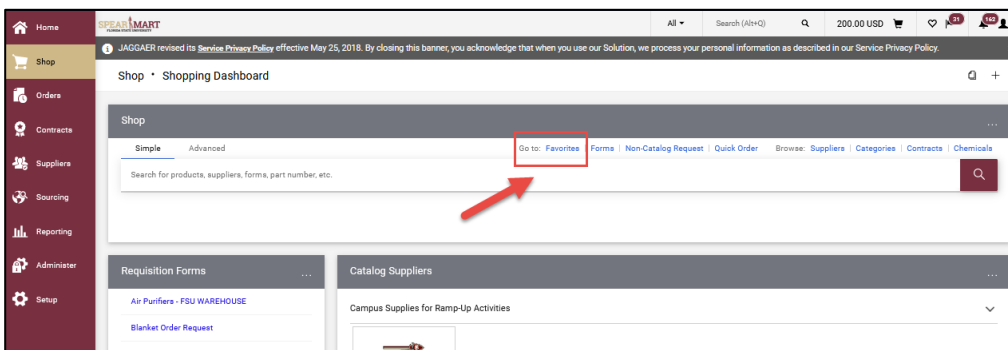 Home
SPEARMART
FLORIDA STATE UNIVERSITY
All
Search (Alt+Q)
200.00 USD
21
162
JAGGAER revised its Service Privacy Policy effective May 25, 2018. By closing this banner, you acknowledge that when you use our Solution, we process your personal information as described in our Service Privacy Policy.
Shop
Shop • Shopping Dashboard
Orders
Contracts
Suppliers
Sourcing
Reporting
Administer
Setup
Shop
...
Simple Advanced
Go to: Favorites | Forms | Non-Catalog Request | Quick Order Browse: Suppliers | Categories | Contracts | Chemicals
Search for products, suppliers, forms, part number, etc.
Requisition Forms ...
Air Purifiers - FSU WAREHOUSE
Blanket Order Request
Catalog Suppliers ...
Campus Supplies for Ramp-Up Activities